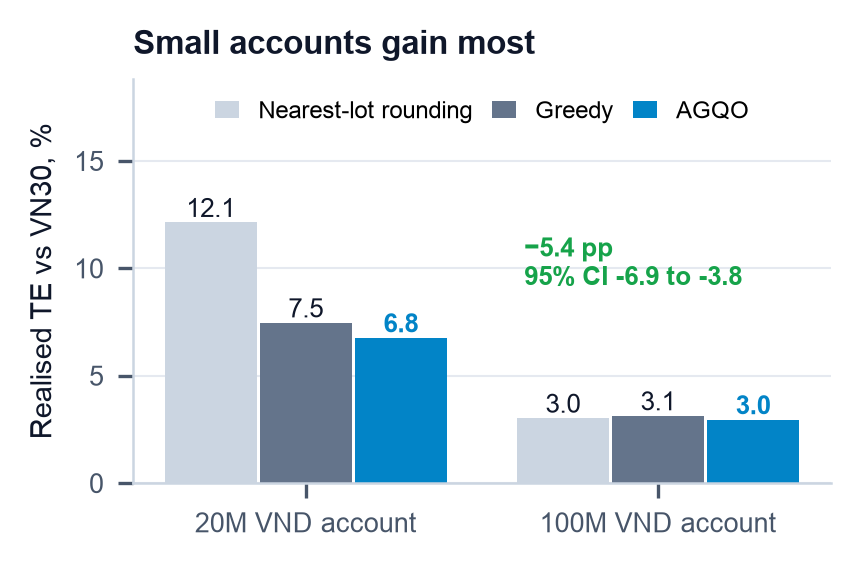 Small accounts gain most
Nearest-lot rounding Greedy AGQO
Realised TE vs VN30, %
15
10
5
0
12.1
7.5
6.8
−5.4 pp
95% CI -6.9 to -3.8
3.0
3.1
3.0
20M VND account
100M VND account